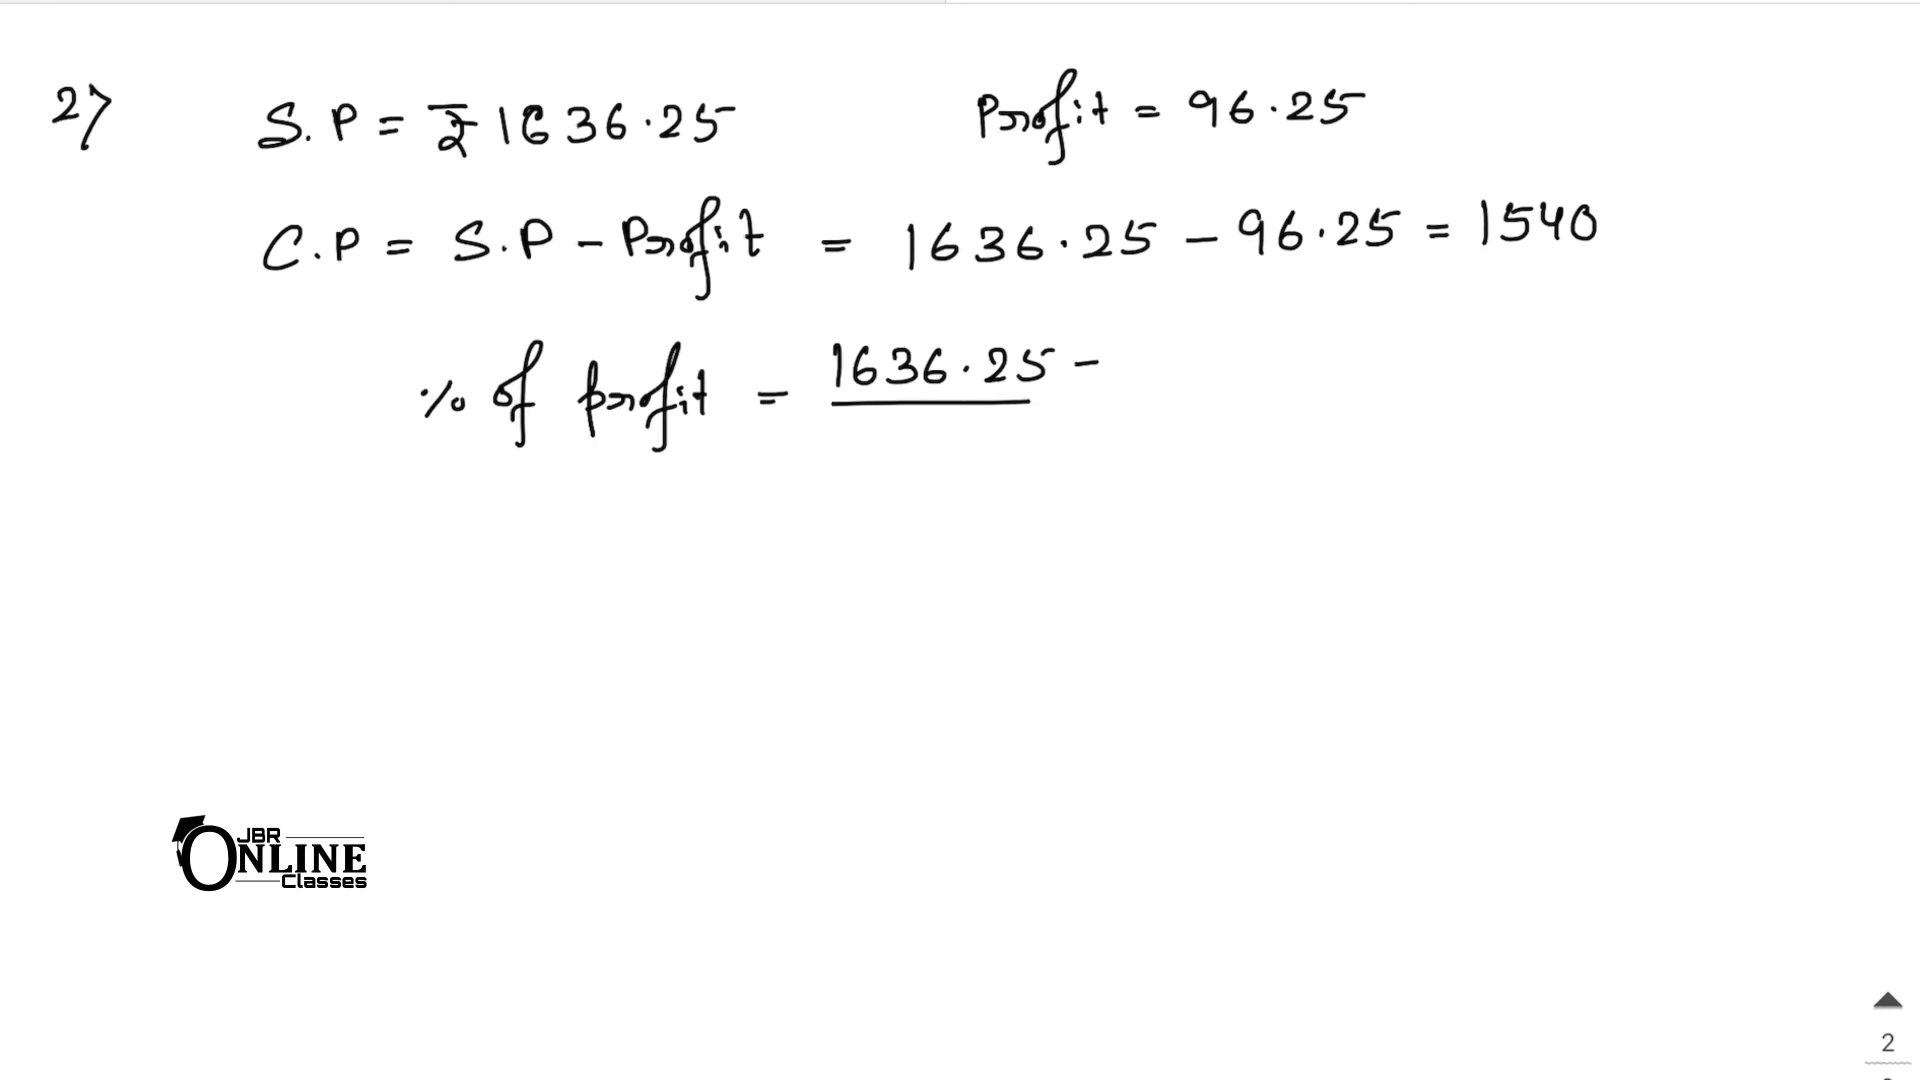 2) S.P = ₹ 1636.25 Profit = 96.25
C.P = S.P - Profit = 1636.25 - 96.25 = 1540
% of profit = 1636.25 -
JBR
ONLINE
Classes
2